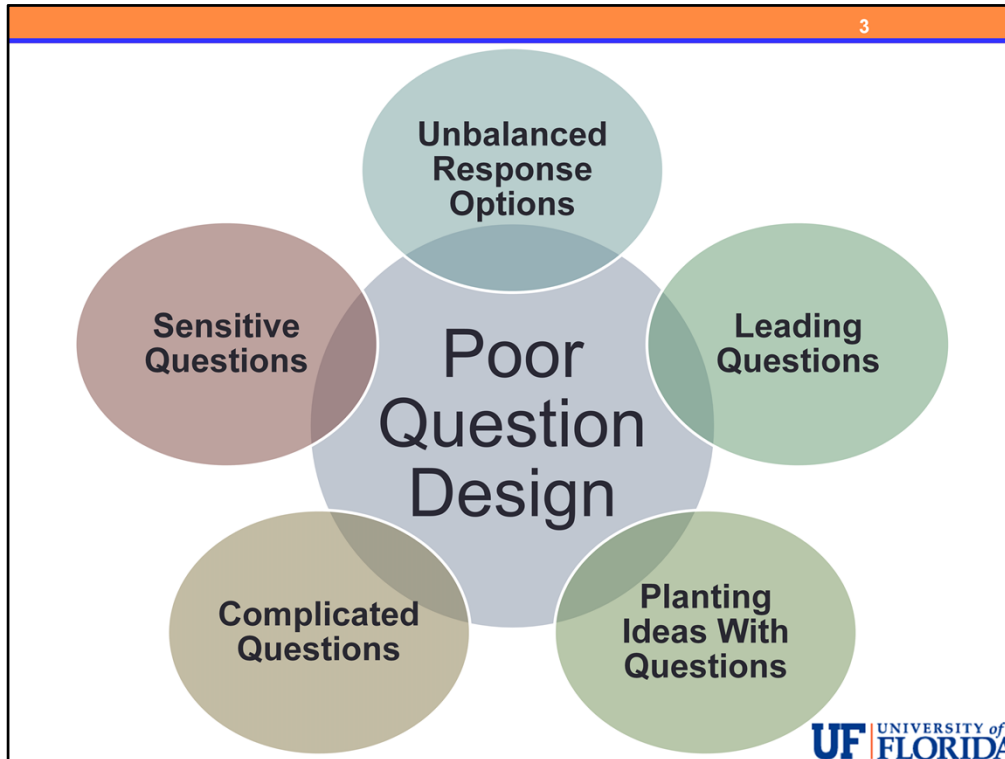 3
Unbalanced
Response
Options
Sensitive
Questions
Leading
Questions
Poor
Question
Design
Complicated
Questions
Planting
Ideas With
Questions
UF UNIVERSITY of
FLORIDA